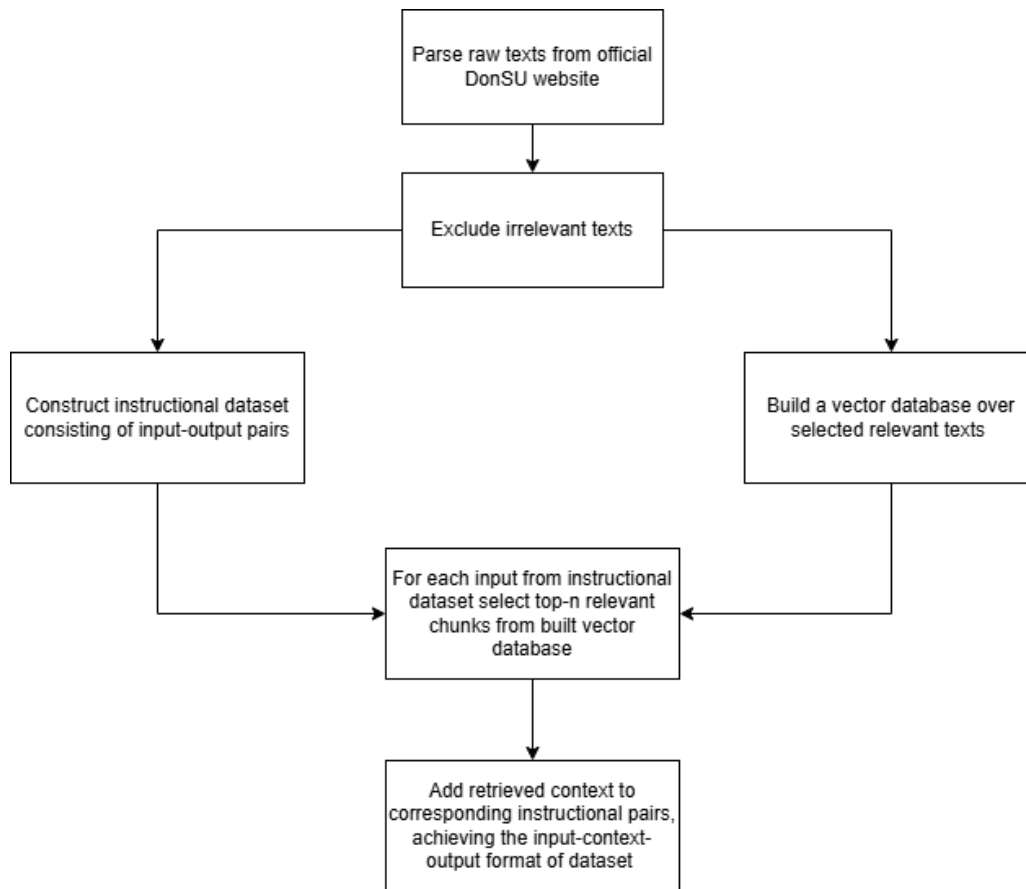 Parse raw texts from official
DonSU website
Exclude irrelevant texts
Construct instructional dataset
consisting of input-output pairs
Build a vector database over
selected relevant texts
For each input from instructional
dataset select top-n relevant
chunks from built vector
database
Add retrieved context to
corresponding instructional pairs,
achieving the input-context-
output format of dataset